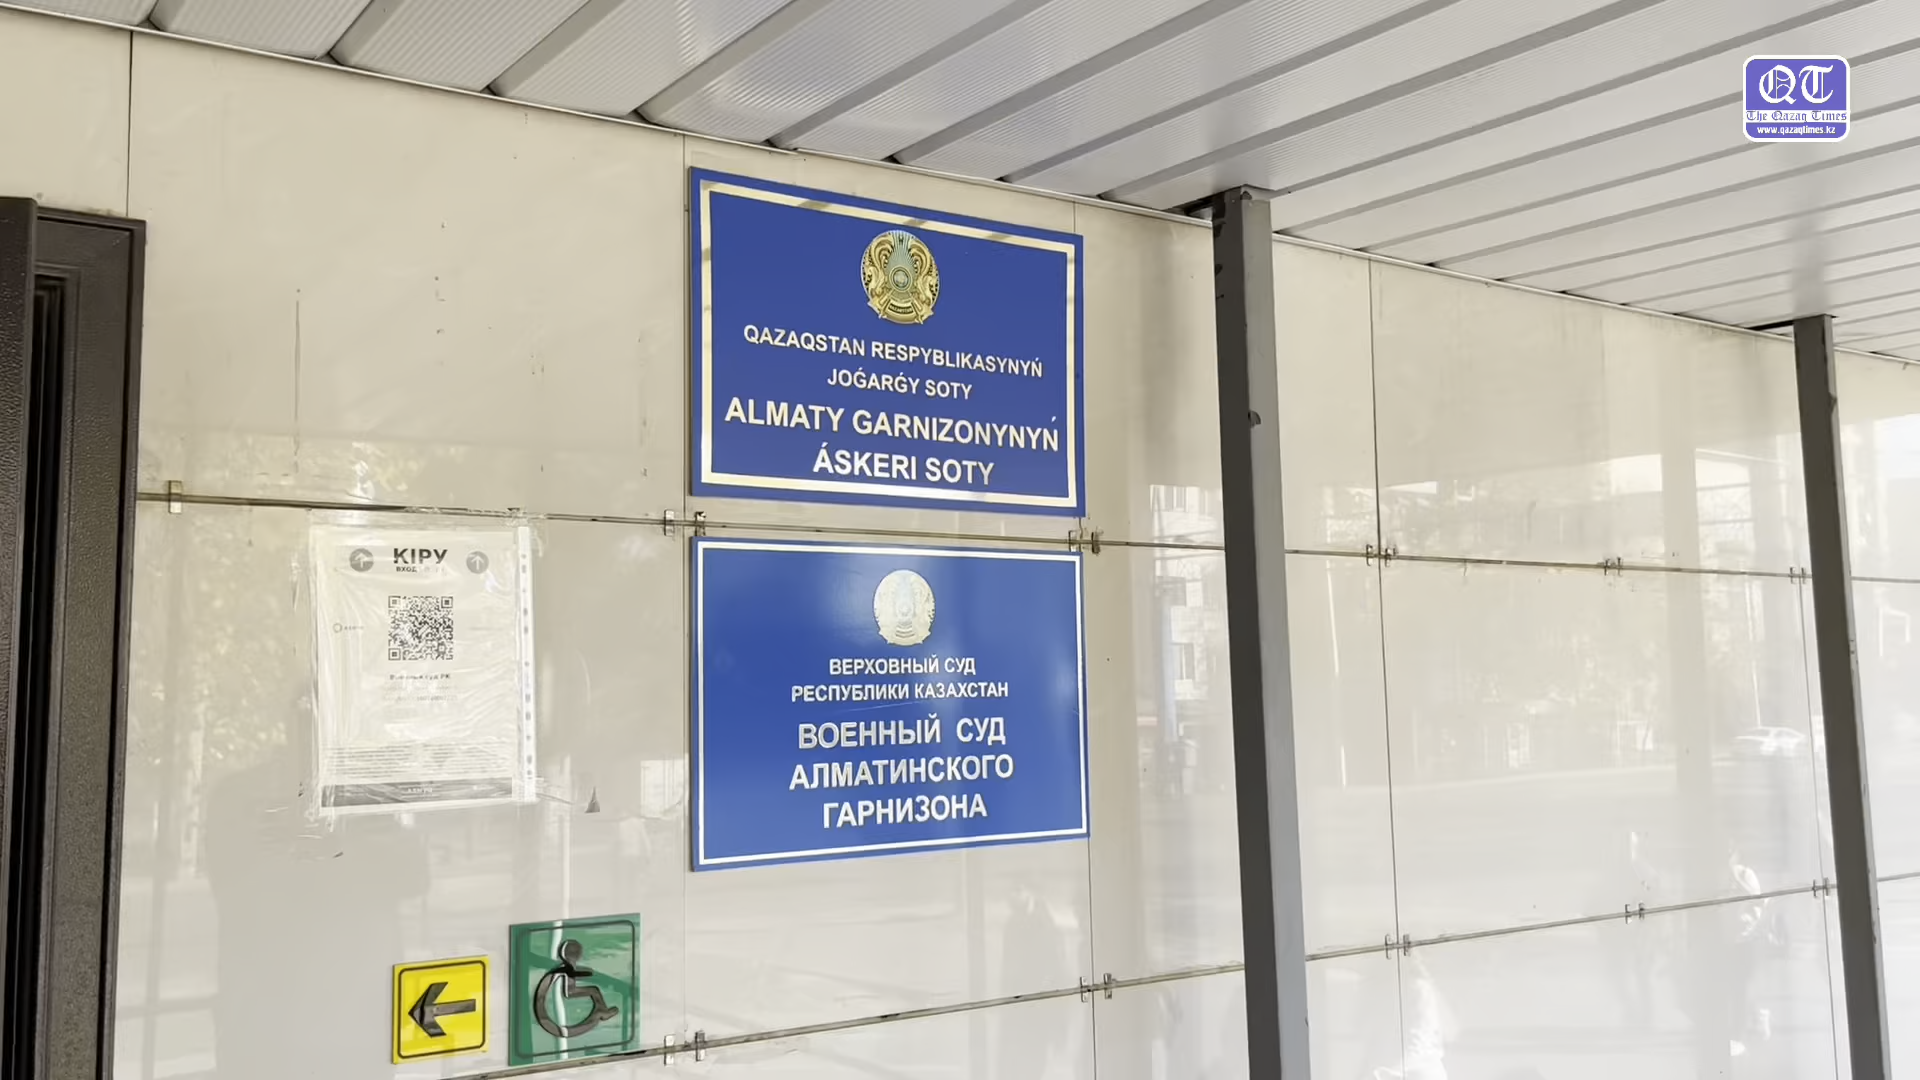 QT
The Qazaq Times
www.qazaqtimes.kz
QAZAQSTAN RESPYBLIKASYNYŃ
JOǴARǴY SOTY
ALMATY GARNIZONYNYŃ
ÁSKERI SOTY
КІРУ
ВХОД
ВЕРХОВНЫЙ СУД
РЕСПУБЛИКИ КАЗАХСТАН
ВОЕННЫЙ СУД
АЛМАТИНСКОГО
ГАРНИЗОНА